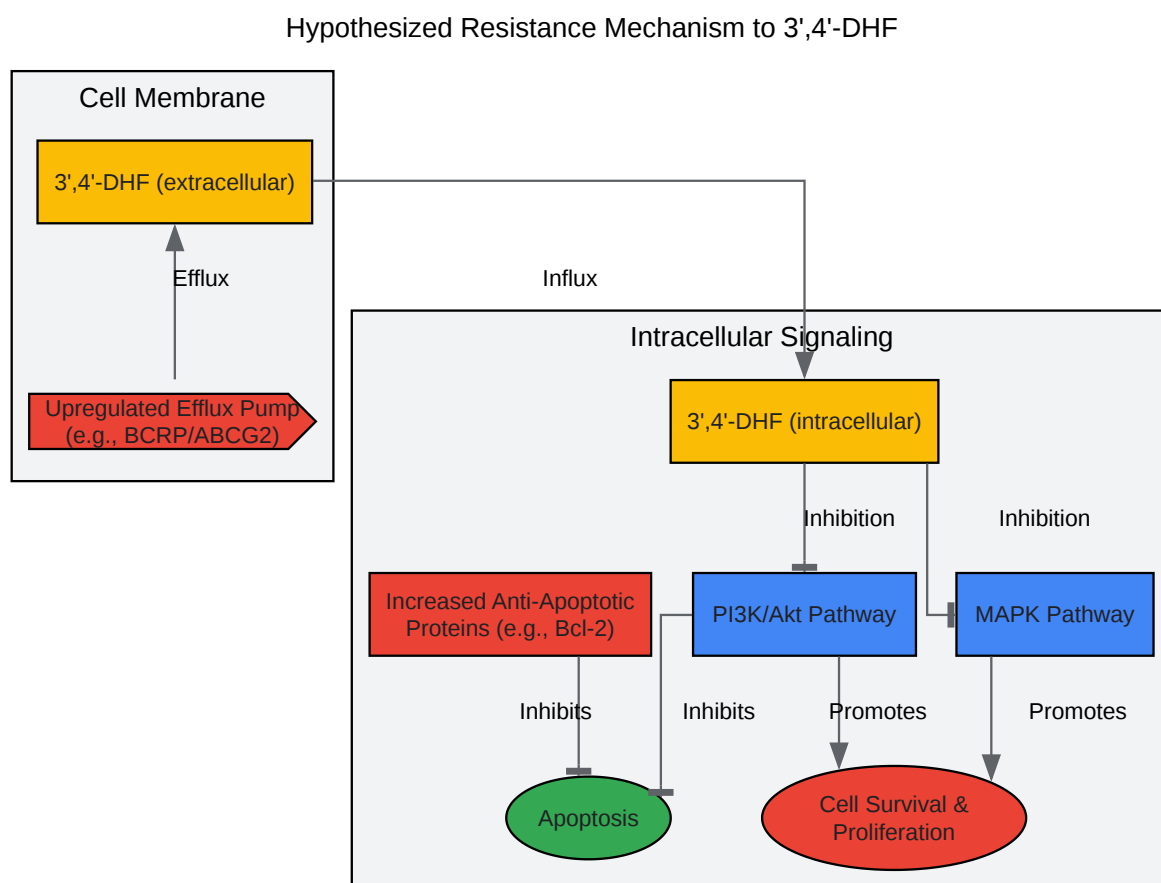 Hypothesized Resistance Mechanism to 3',4'-DHF
Cell Membrane
3',4'-DHF (extracellular)
Efflux
Influx
Upregulated Efflux Pump
(e.g., BCRP/ABCG2)
Intracellular Signaling
3',4'-DHF (intracellular)
Inhibition
Inhibition
Increased Anti-Apoptotic
Proteins (e.g., Bcl-2)
PI3K/Akt Pathway
MAPK Pathway
Inhibits
Inhibits
Promotes
Promotes
Apoptosis
Cell Survival &
Proliferation